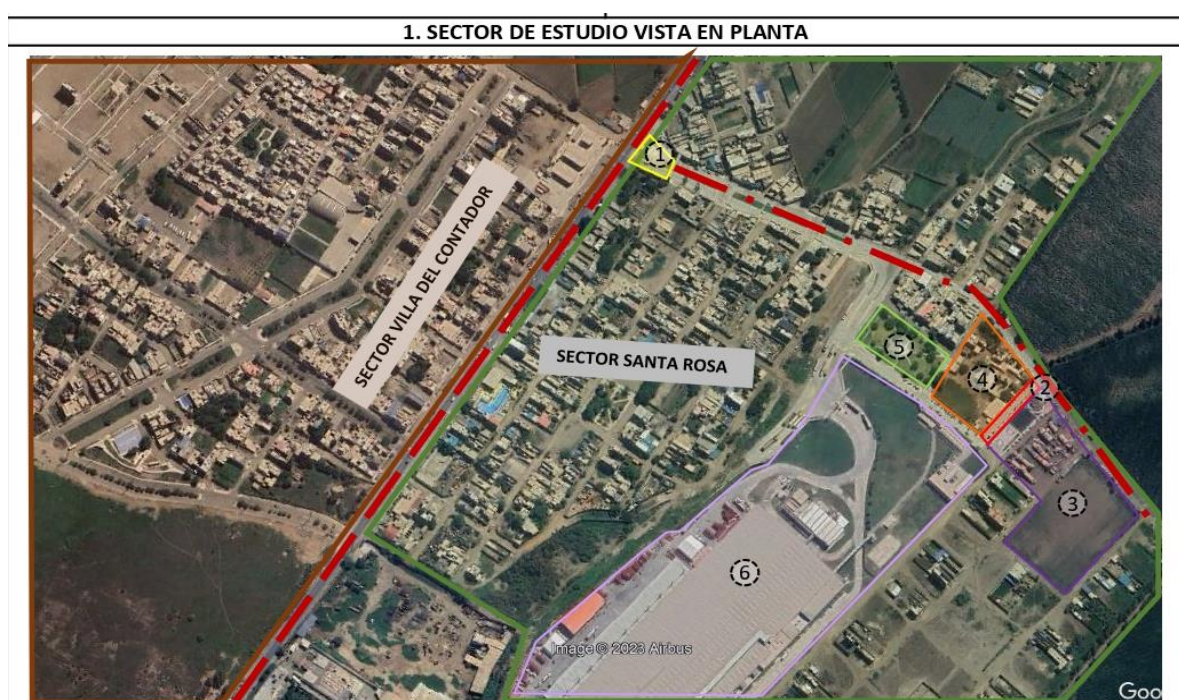 1. SECTOR DE ESTUDIO VISTA EN PLANTA
1
SECTOR VILLA DEL CONTADOR
SECTOR SANTA ROSA
5
4
2
3
6
Image © 2023 Airbus
Goo